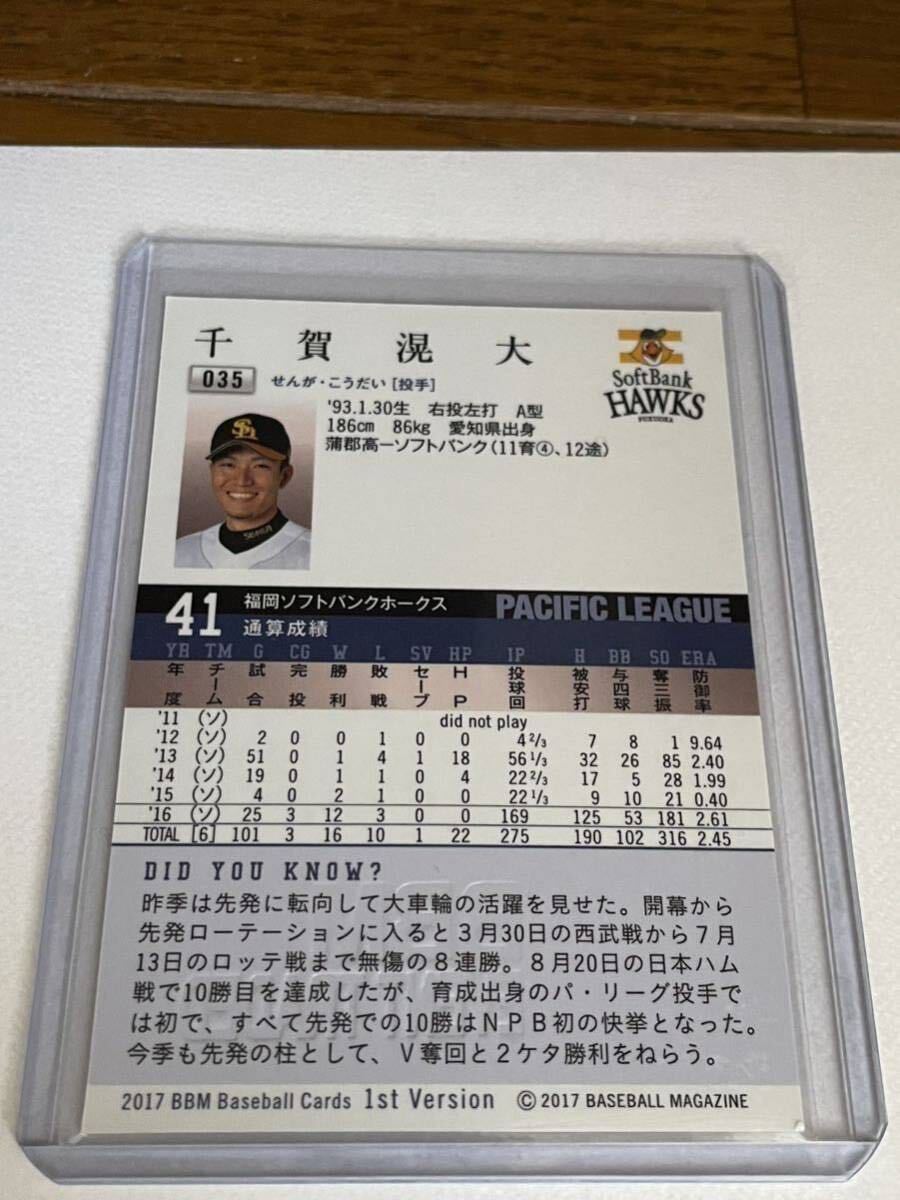 千賀滉大
035 せんが・こうだい [投手]
SoftBank
HAWKS
FUKUOKA
'93.1.30生 右投左打 A型
186cm 86kg 愛知県出身
蒲郡高ーソフトバンク(11育④、12途)
41 福岡ソフトバンクホークス PACIFIC LEAGUE
通算成績
YR TM G CG W L SV HP IP H BB SO ERA
年度 チーム 試合 完投 勝利 敗戦 セーブ HP 投球回 被安打 与四球 奪三振 防御率
'11 (ソ) did not play
'12 (ソ) 2 0 0 1 0 0 4 2/3 7 8 1 9.64
'13 (ソ) 51 0 1 4 1 18 56 1/3 32 26 85 2.40
'14 (ソ) 19 0 1 1 0 4 22 2/3 17 5 28 1.99
'15 (ソ) 4 0 2 1 0 0 22 1/3 9 10 21 0.40
'16 (ソ) 25 3 12 3 0 0 169 125 53 181 2.61
TOTAL [6] 101 3 16 10 1 22 275 190 102 316 2.45
DID YOU KNOW?
昨季は先発に転向して大車輪の活躍を見せた。開幕から
先発ローテーションに入ると3月30日の西武戦から7月
13日のロッテ戦まで無傷の8連勝。8月20日の日本ハム
戦で10勝目を達成したが、育成出身のパ・リーグ投手で
は初で、すべて先発での10勝はNPB初の快挙となった。
今季も先発の柱として、V奪回と2ケタ勝利をねらう。
2017 BBM Baseball Cards 1st Version © 2017 BASEBALL MAGAZINE